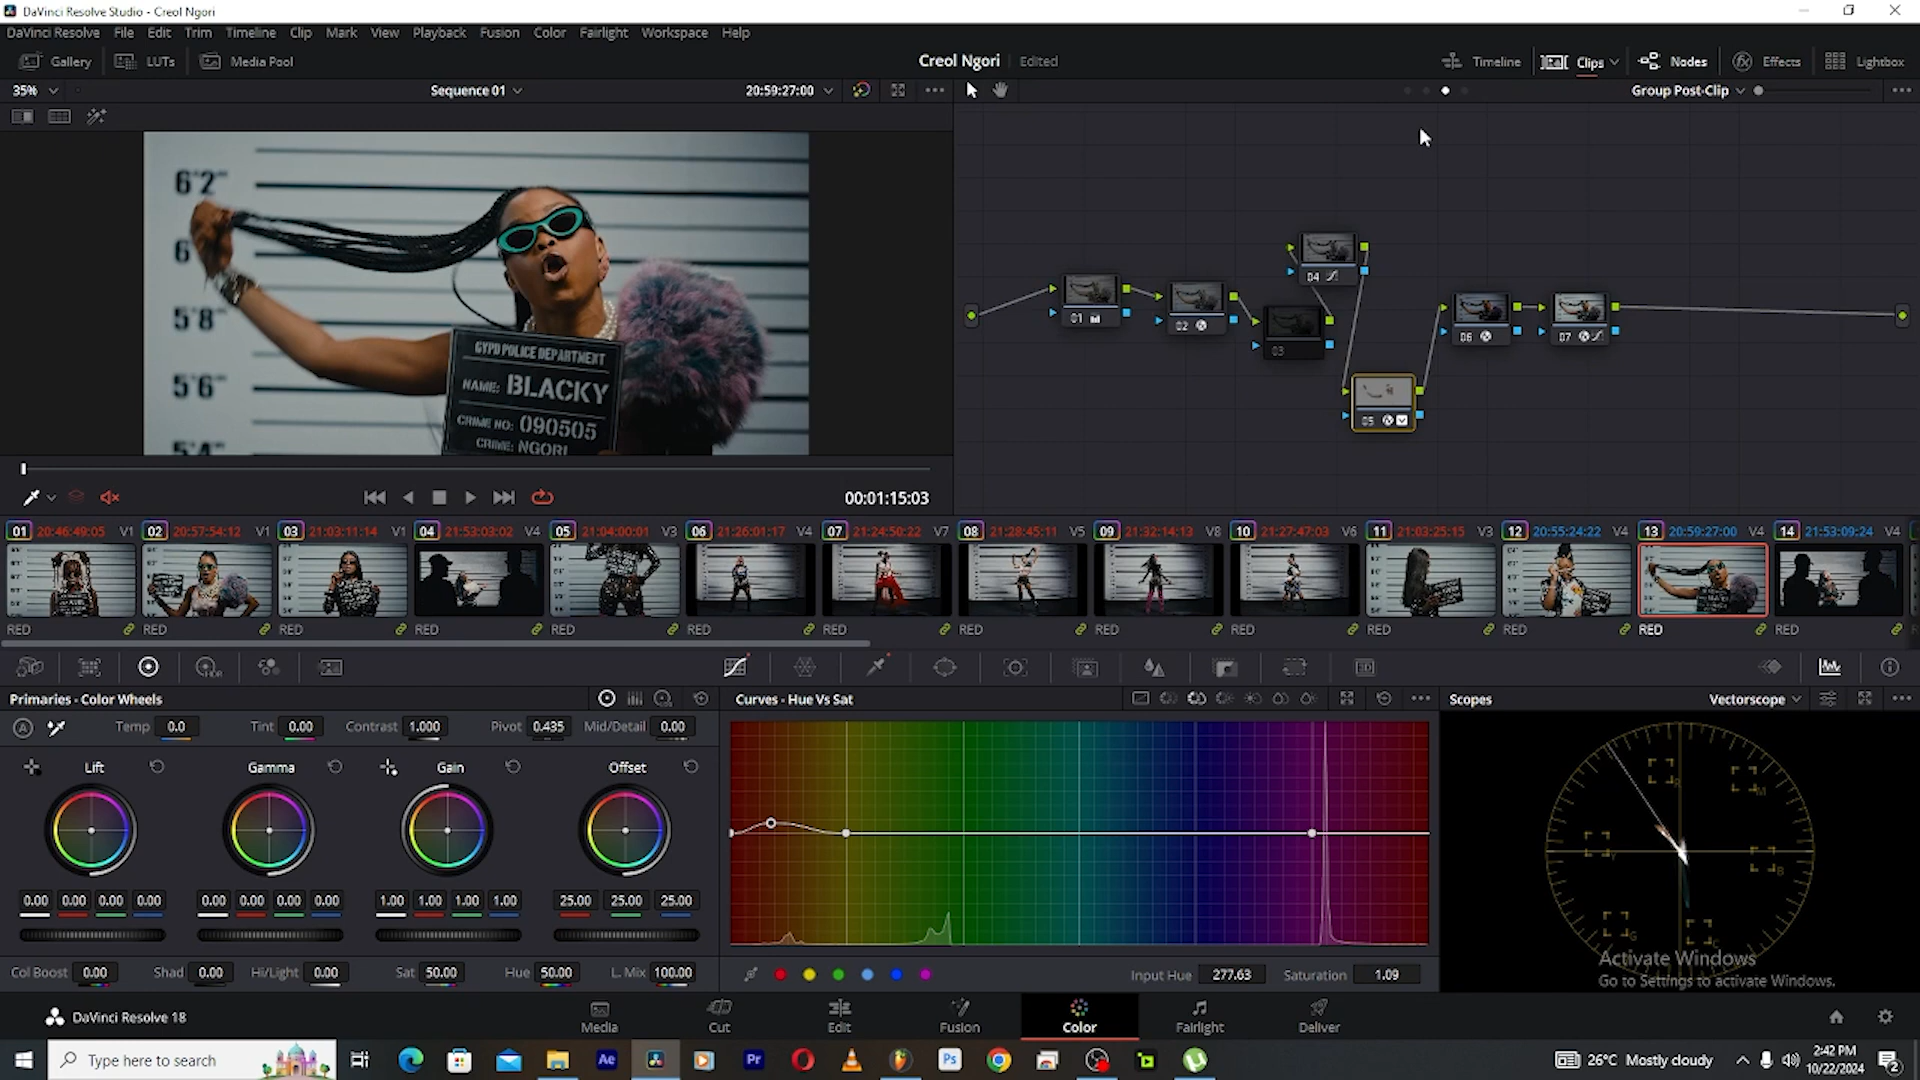 DaVinci Resolve Studio - Creol Ngori
DaVinci Resolve File Edit Trim Timeline Clip Mark View Playback Fusion Color Fairlight Workspace Help
Gallery LUTs Media Pool Creol Ngori Edited Timeline Clips Nodes Effects Lightbox
35% Sequence 01 20:59:27:00 Group Post-Clip
6'2"
6
5'8"
5'6"
5'4"
GYPD POLICE DEPARTMENT
NAME: BLACKY
CRIME NO: 090505
CRIME: NGORI
04
01 02 03 06 07
05
00:01:15:03
01 20:46:49:05 V1 02 20:57:54:12 V1 03 21:03:11:14 V1 04 21:53:03:02 V4 05 21:04:00:01 V3 06 21:26:01:17 V4 07 21:24:50:22 V7 08 21:28:45:11 V5 09 21:32:14:13 V8 10 21:27:47:03 V6 11 21:03:25:15 V3 12 20:55:24:22 V4 13 20:59:27:00 V4 14 21:53:09:24 V4
RED RED RED RED RED RED RED RED RED RED RED RED RED RED
Primaries - Color Wheels Curves - Hue Vs Sat Scopes Vectorscope
A Temp 0.0 Tint 0.00 Contrast 1.000 Pivot 0.435 Mid/Detail 0.00
Lift Gamma Gain Offset
0.00 0.00 0.00 0.00 0.00 0.00 0.00 0.00 1.00 1.00 1.00 1.00 25.00 25.00 25.00
Col Boost 0.00 Shad 0.00 Hi/Light 0.00 Sat 50.00 Hue 50.00 L. Mix 100.00
Input Hue 277.63 Saturation 1.09
R M Y B G C
Activate Windows
Go to Settings to activate Windows.
DaVinci Resolve 18 Media Cut Edit Fusion Color Fairlight Deliver
Type here to search Ae Pr Ps 26°C Mostly cloudy 2:42 PM
10/22/2024 2